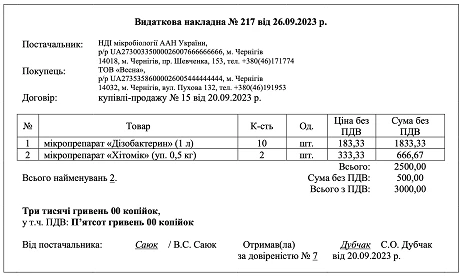 Видаткова накладна № 217 від 26.09.2023 р.
Постачальник: НДІ мікробіології ААН України,
р/р UA273003350000026007666666666, м. Чернігів
14018, м. Чернігів, пр. Шевченка, 153, тел. +380(46)171774
Покупець: ТОВ «Весна»,
р/р UA273535860000026005444444444, м. Чернігів
14032, м. Чернігів, вул. Пухова 132, тел. +380(46)191953
Договір: купівлі-продажу № 15 від 20.09.2023 р.
№ Товар К-сть Од. Ціна без ПДВ Сума без ПДВ
1 мікропрепарат «Дізобактерин» (1 л) 10 шт. 183,33 1833,33
2 мікропрепарат «Хітомік» (уп. 0,5 кг) 2 шт. 333,33 666,67
Всього: 2500,00
Всього найменувань 2. Сума без ПДВ: 500,00
Всього з ПДВ: 3000,00
Три тисячі гривень 00 копійок,
у т.ч. ПДВ: П’ятсот гривень 00 копійок
Від постачальника: Саюк / В.С. Саюк Отримав(ла) Дубчак С.О. Дубчак
за довіреністю № 7 від 20.09.2023 р.